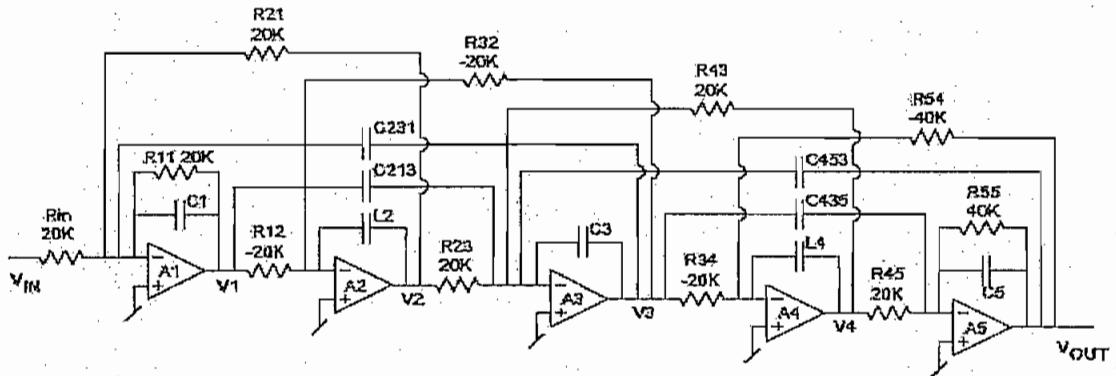 R21
20K
R32
-20K
R43
20K
R54
-40K
C231
R11 20K
C213
C453
C435
R55
40K
Rin
20K
C1
R12
-20K
L2
R23
20K
C3
R34
-20K
L4
R45
20K
C5
VIN
A1
V1
A2
V2
A3
V3
A4
V4
A5
VOUT